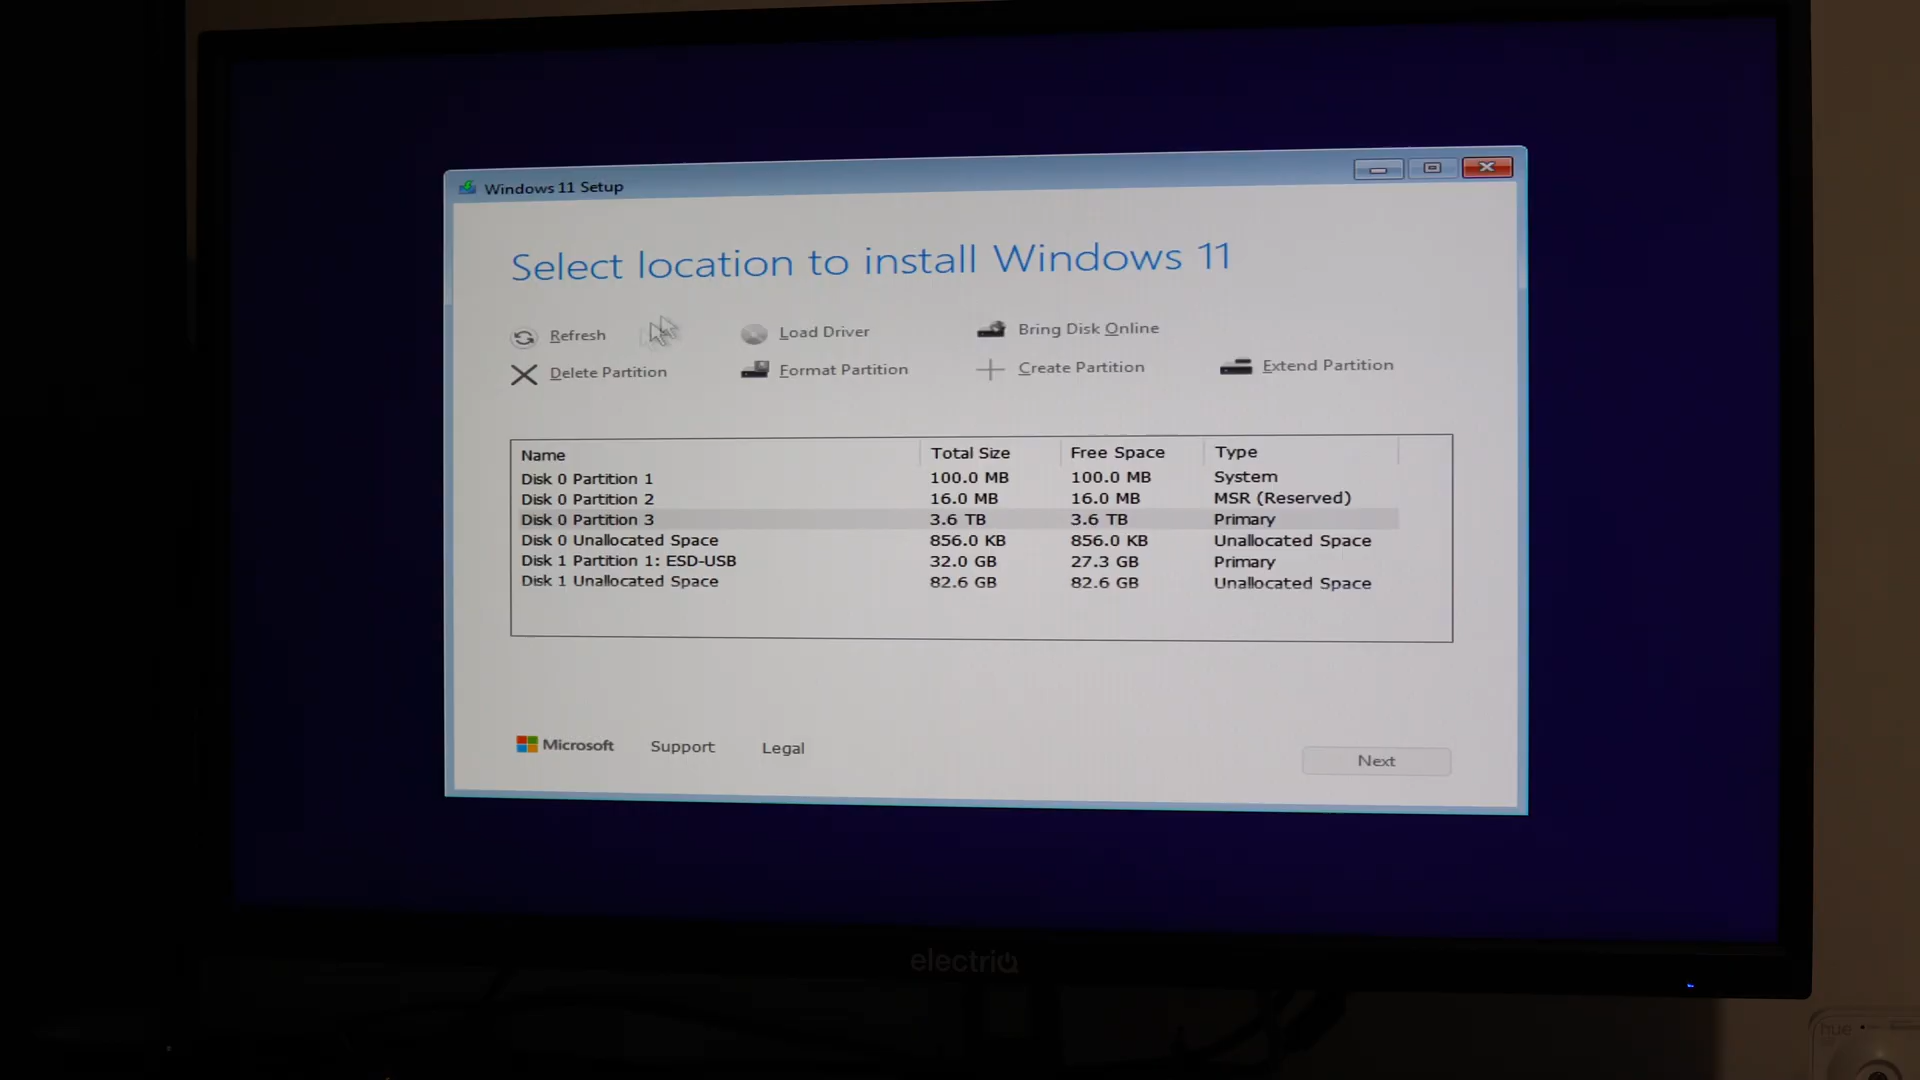 Windows 11 Setup
Select location to install Windows 11
Refresh Load Driver Bring Disk Online
Delete Partition Format Partition Create Partition Extend Partition
Name Total Size Free Space Type
Disk 0 Partition 1 100.0 MB 100.0 MB System
Disk 0 Partition 2 16.0 MB 16.0 MB MSR (Reserved)
Disk 0 Partition 3 3.6 TB 3.6 TB Primary
Disk 0 Unallocated Space 856.0 KB 856.0 KB Unallocated Space
Disk 1 Partition 1: ESD-USB 32.0 GB 27.3 GB Primary
Disk 1 Unallocated Space 82.6 GB 82.6 GB Unallocated Space
Microsoft Support Legal Next
electriQ
hue